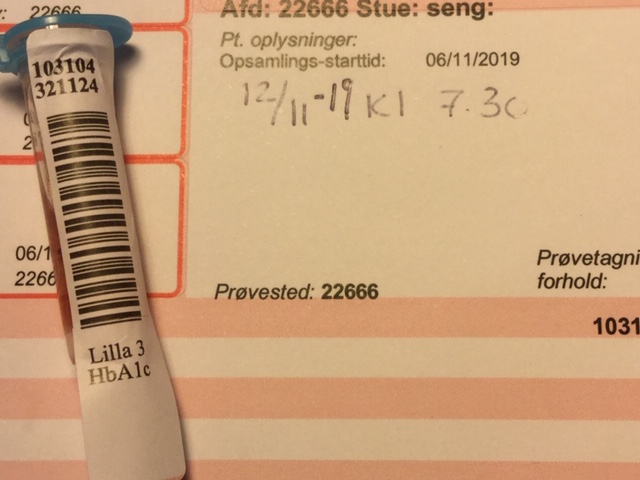 22666
Afd: 22666 Stue: seng:
Pt. oplysninger:
Opsamlings-starttid: 06/11/2019
12/11-19 Kl 7.30
103104
321124
06/1
2266
Prøvested: 22666
Prøvetagni
forhold:
1031
Lilla 3
HbA1c